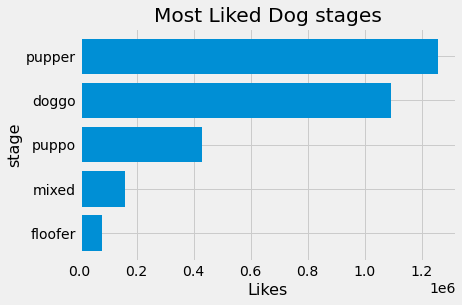 Most Liked Dog stages
pupper
doggo
puppo
mixed
floofer
stage
0.0 0.2 0.4 0.6 0.8 1.0 1.2
1e6
Likes